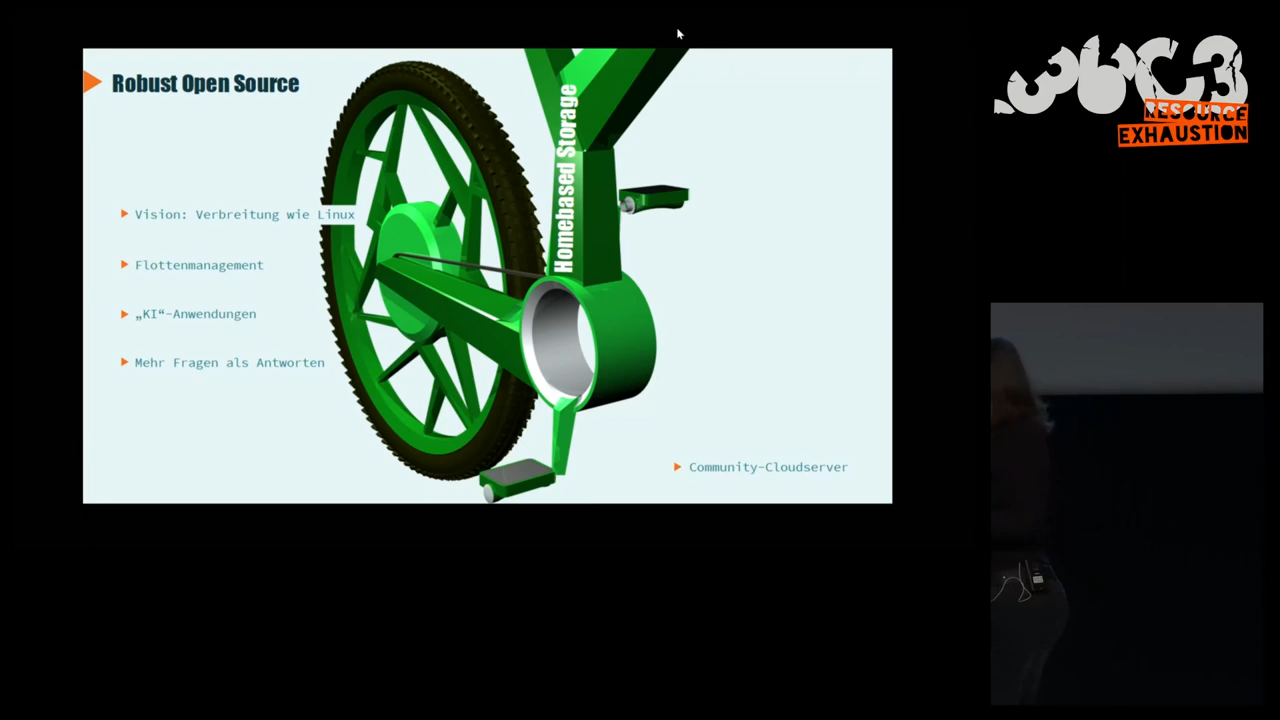 Robust Open Source
Vision: Verbreitung wie Linux
Flottenmanagement
„KI“-Anwendungen
Mehr Fragen als Antworten
Homebased Storage
Community-Cloudserver
36C3
RESOURCE
EXHAUSTION